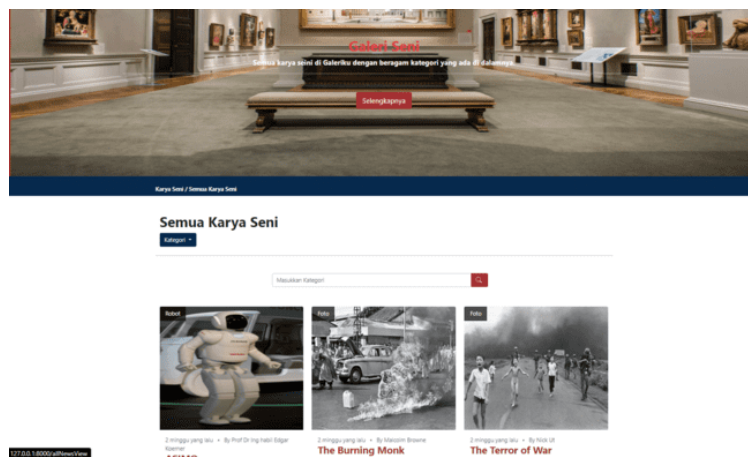 Galeri Seni
Semua karya seini di Galeriku dengan beragam kategori yang ada di dalamnya
Selengkapnya
Karya Seni / Semua Karya Seni
Semua Karya Seni
Kategori
Masukkan Kategori
Robot
Foto
Foto
2 minggu yang lalu • By Prof Dr Ing habil Edgar
Koerner
ASIMO
2 minggu yang lalu • By Malcolm Browne
The Burning Monk
2 minggu yang lalu • By Nick Ut
The Terror of War
127.0.0.1:8000/allNewsView